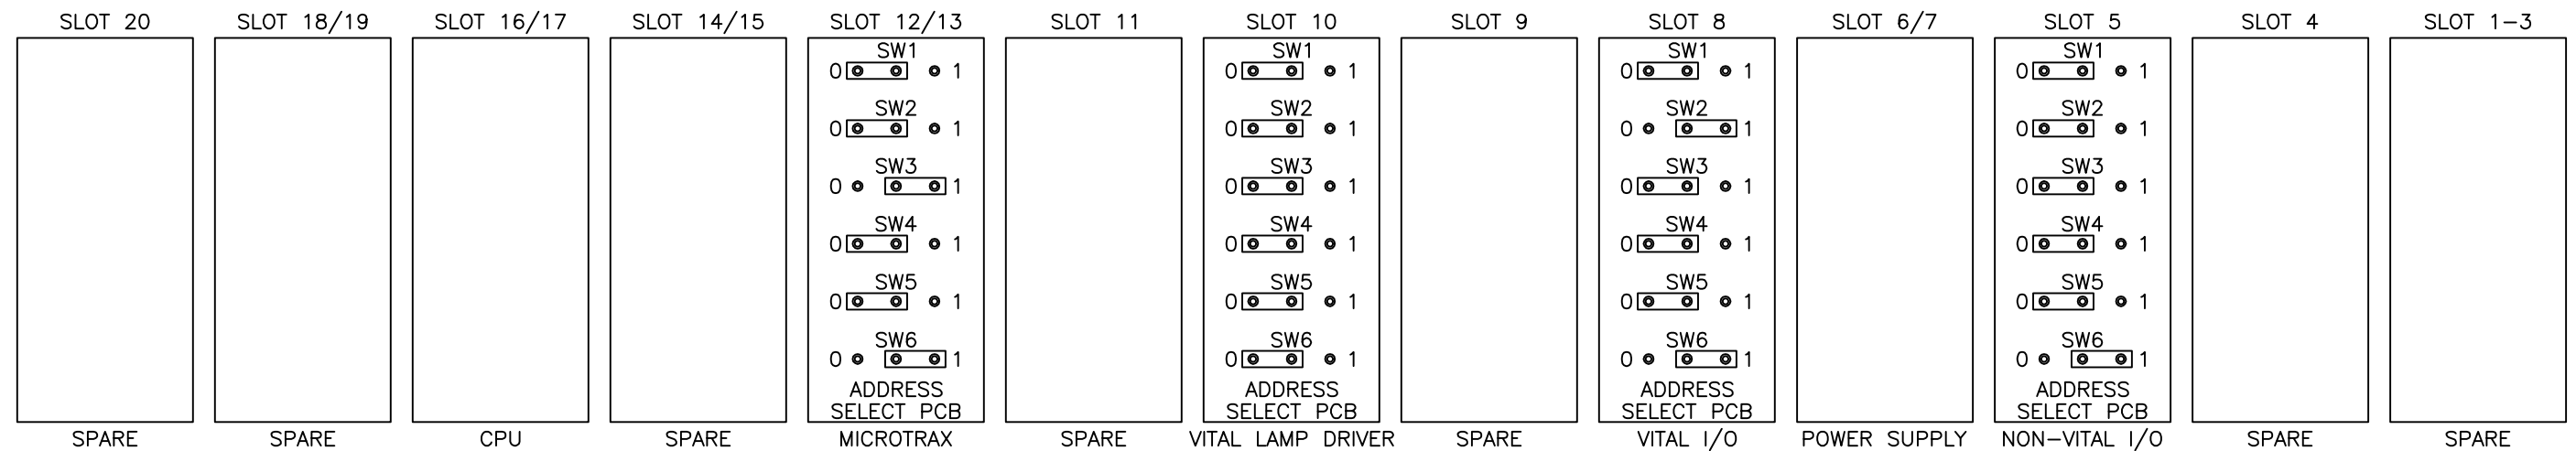 SLOT 20 SLOT 18/19 SLOT 16/17 SLOT 14/15 SLOT 12/13 SLOT 11 SLOT 10 SLOT 9 SLOT 8 SLOT 6/7 SLOT 5 SLOT 4 SLOT 1-3
SW1 SW1 SW1 SW1
0 1 0 1 0 1 0 1
SW2 SW2 SW2 SW2
0 1 0 1 0 1 0 1
SW3 SW3 SW3 SW3
0 1 0 1 0 1 0 1
SW4 SW4 SW4 SW4
0 1 0 1 0 1 0 1
SW5 SW5 SW5 SW5
0 1 0 1 0 1 0 1
SW6 SW6 SW6 SW6
0 1 0 1 0 1 0 1
ADDRESS ADDRESS ADDRESS ADDRESS
SELECT PCB SELECT PCB SELECT PCB SELECT PCB
SPARE SPARE CPU SPARE MICROTRAX SPARE VITAL LAMP DRIVER SPARE VITAL I/O POWER SUPPLY NON-VITAL I/O SPARE SPARE